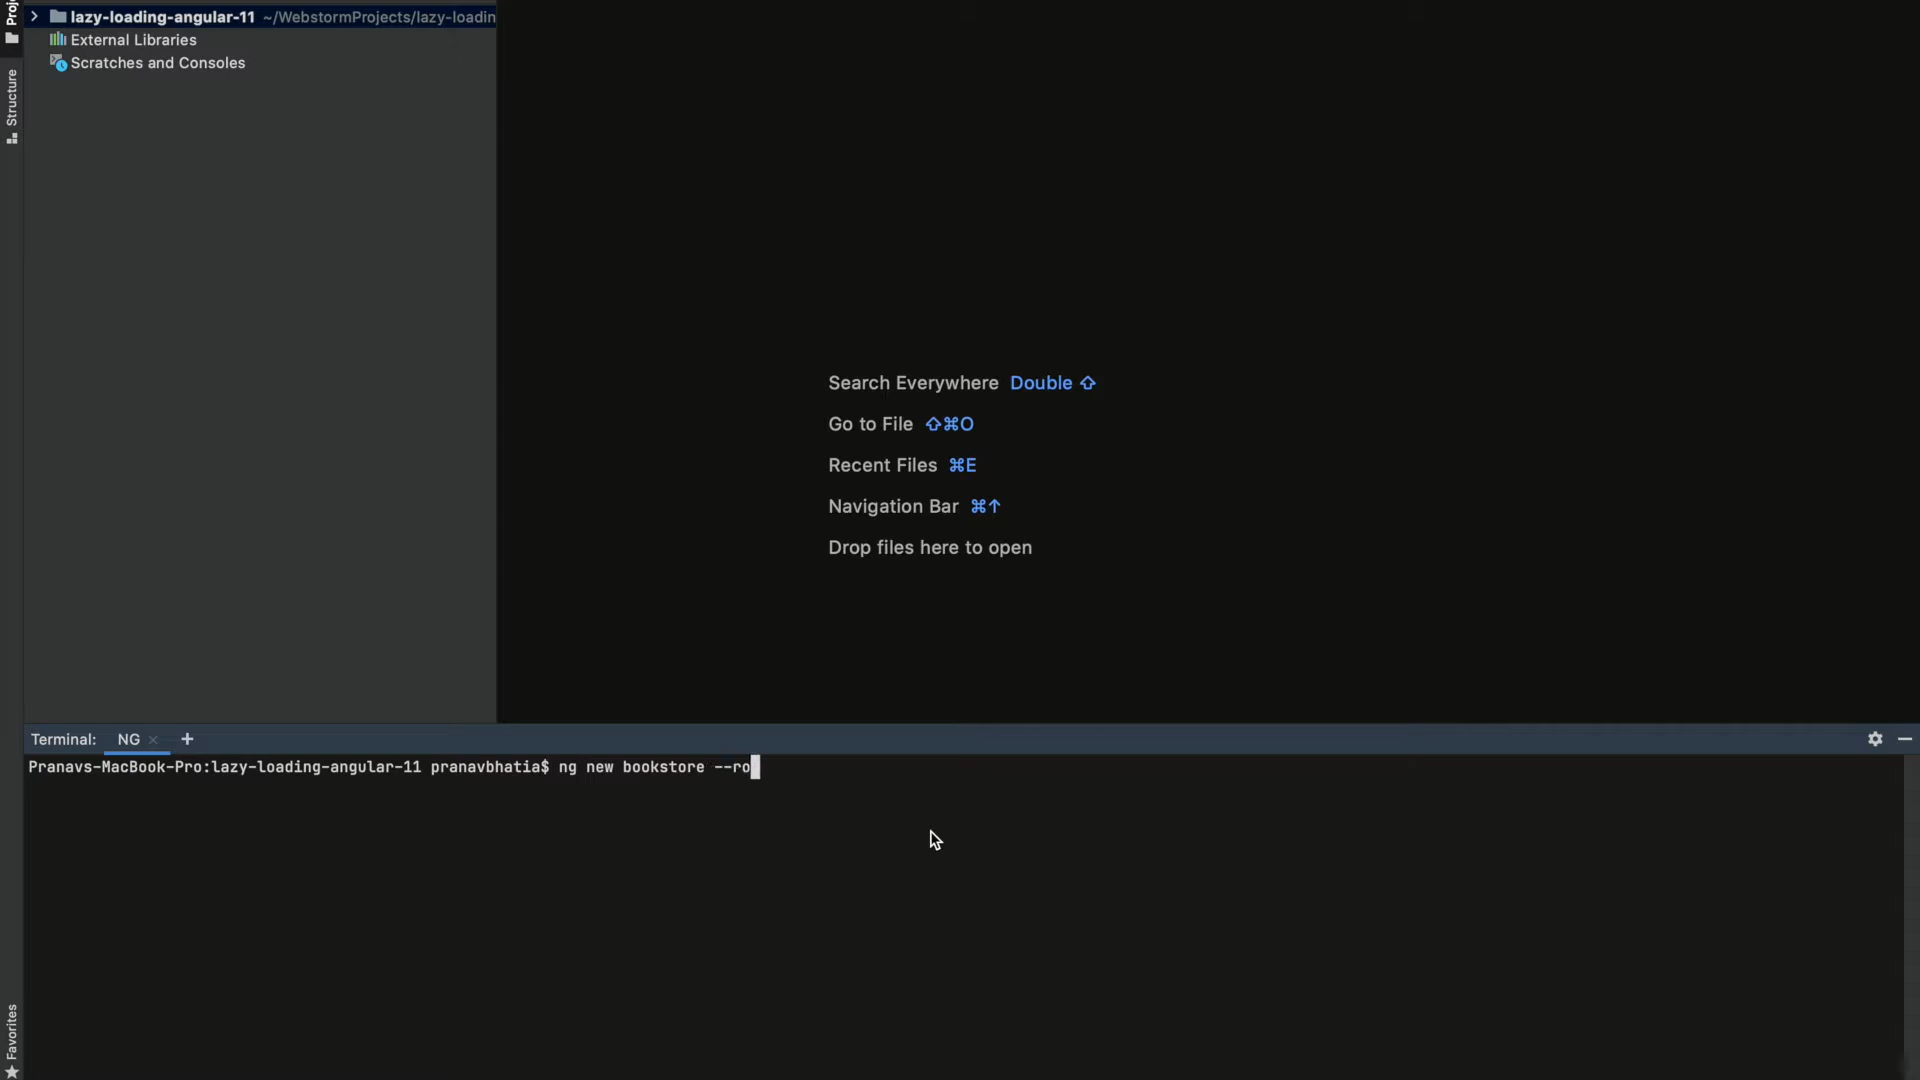 Proj
lazy-loading-angular-11 ~/WebstormProjects/lazy-loadin
External Libraries
Scratches and Consoles
Structure
Search Everywhere Double ⇧
Go to File ⇧⌘O
Recent Files ⌘E
Navigation Bar ⌘↑
Drop files here to open
Terminal: NG × +
Pranavs-MacBook-Pro:lazy-loading-angular-11 pranavbhatia$ ng new bookstore --ro
Favorites